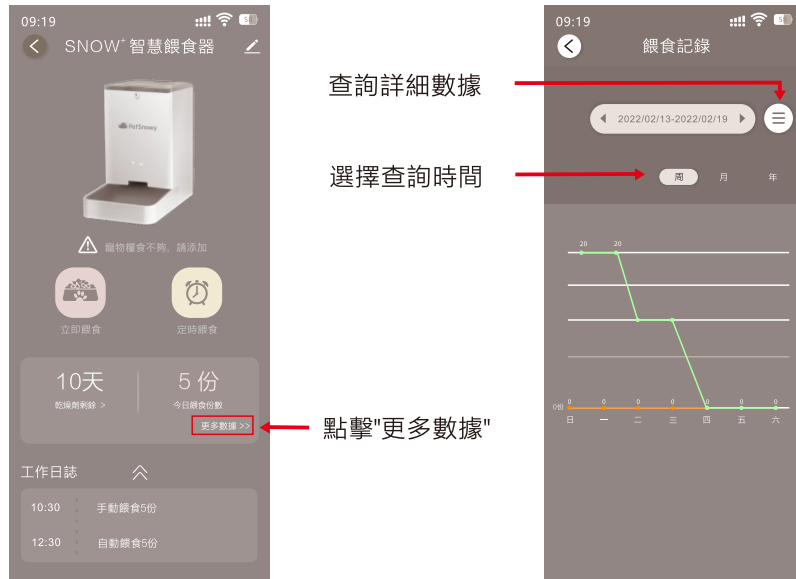 09:19
5
SNOW⁺智慧餵食器
PetSnowy
寵物糧食不夠，請添加
立即餵食
定時餵食
10天
5 份
乾燥劑剩餘 >
今日餵食份數
更多數據 >>
工作日誌
10:30 手動餵食5份
12:30 自動餵食5份
查詢詳細數據
選擇查詢時間
點擊"更多數據"
09:19
5
餵食記錄
2022/02/13-2022/02/19
周 月 年
20 20
0份 0 0 0 0 0 0 0
日 一 二 三 四 五 六